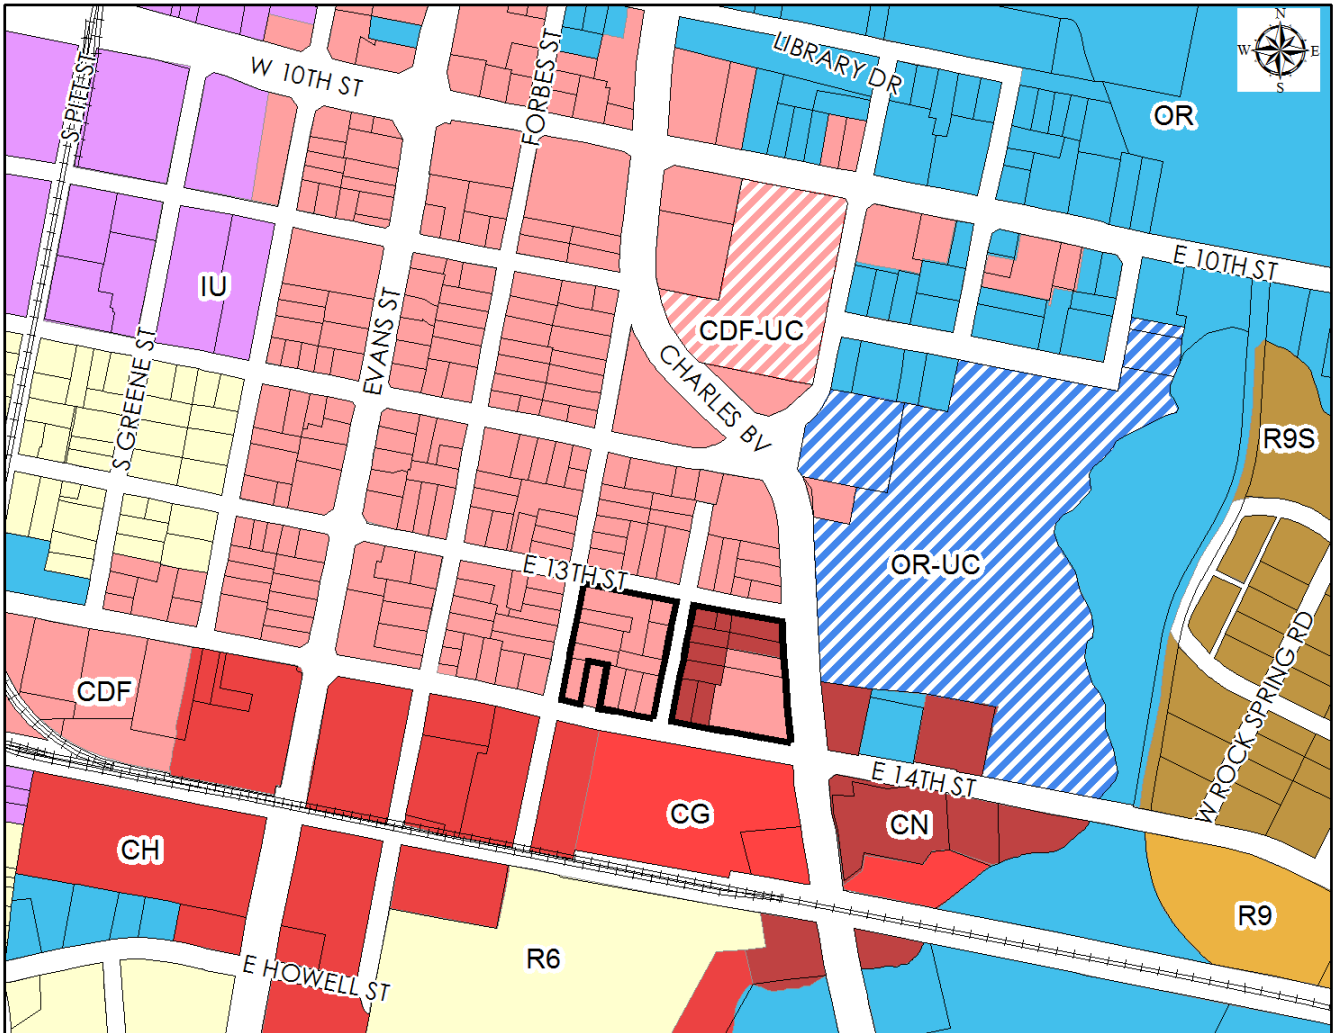 N
W E
S
LIBRARY DR
W 10TH ST
FORBES ST
S PITT ST
OR
E 10TH ST
IU
CDF-UC
EVANS ST
S GREENE ST
CHARLES BV
R9S
E 13TH ST
OR-UC
W ROCK SPRING RD
CDF
E 14TH ST
CG
CN
CH
R9
R6
E HOWELL ST